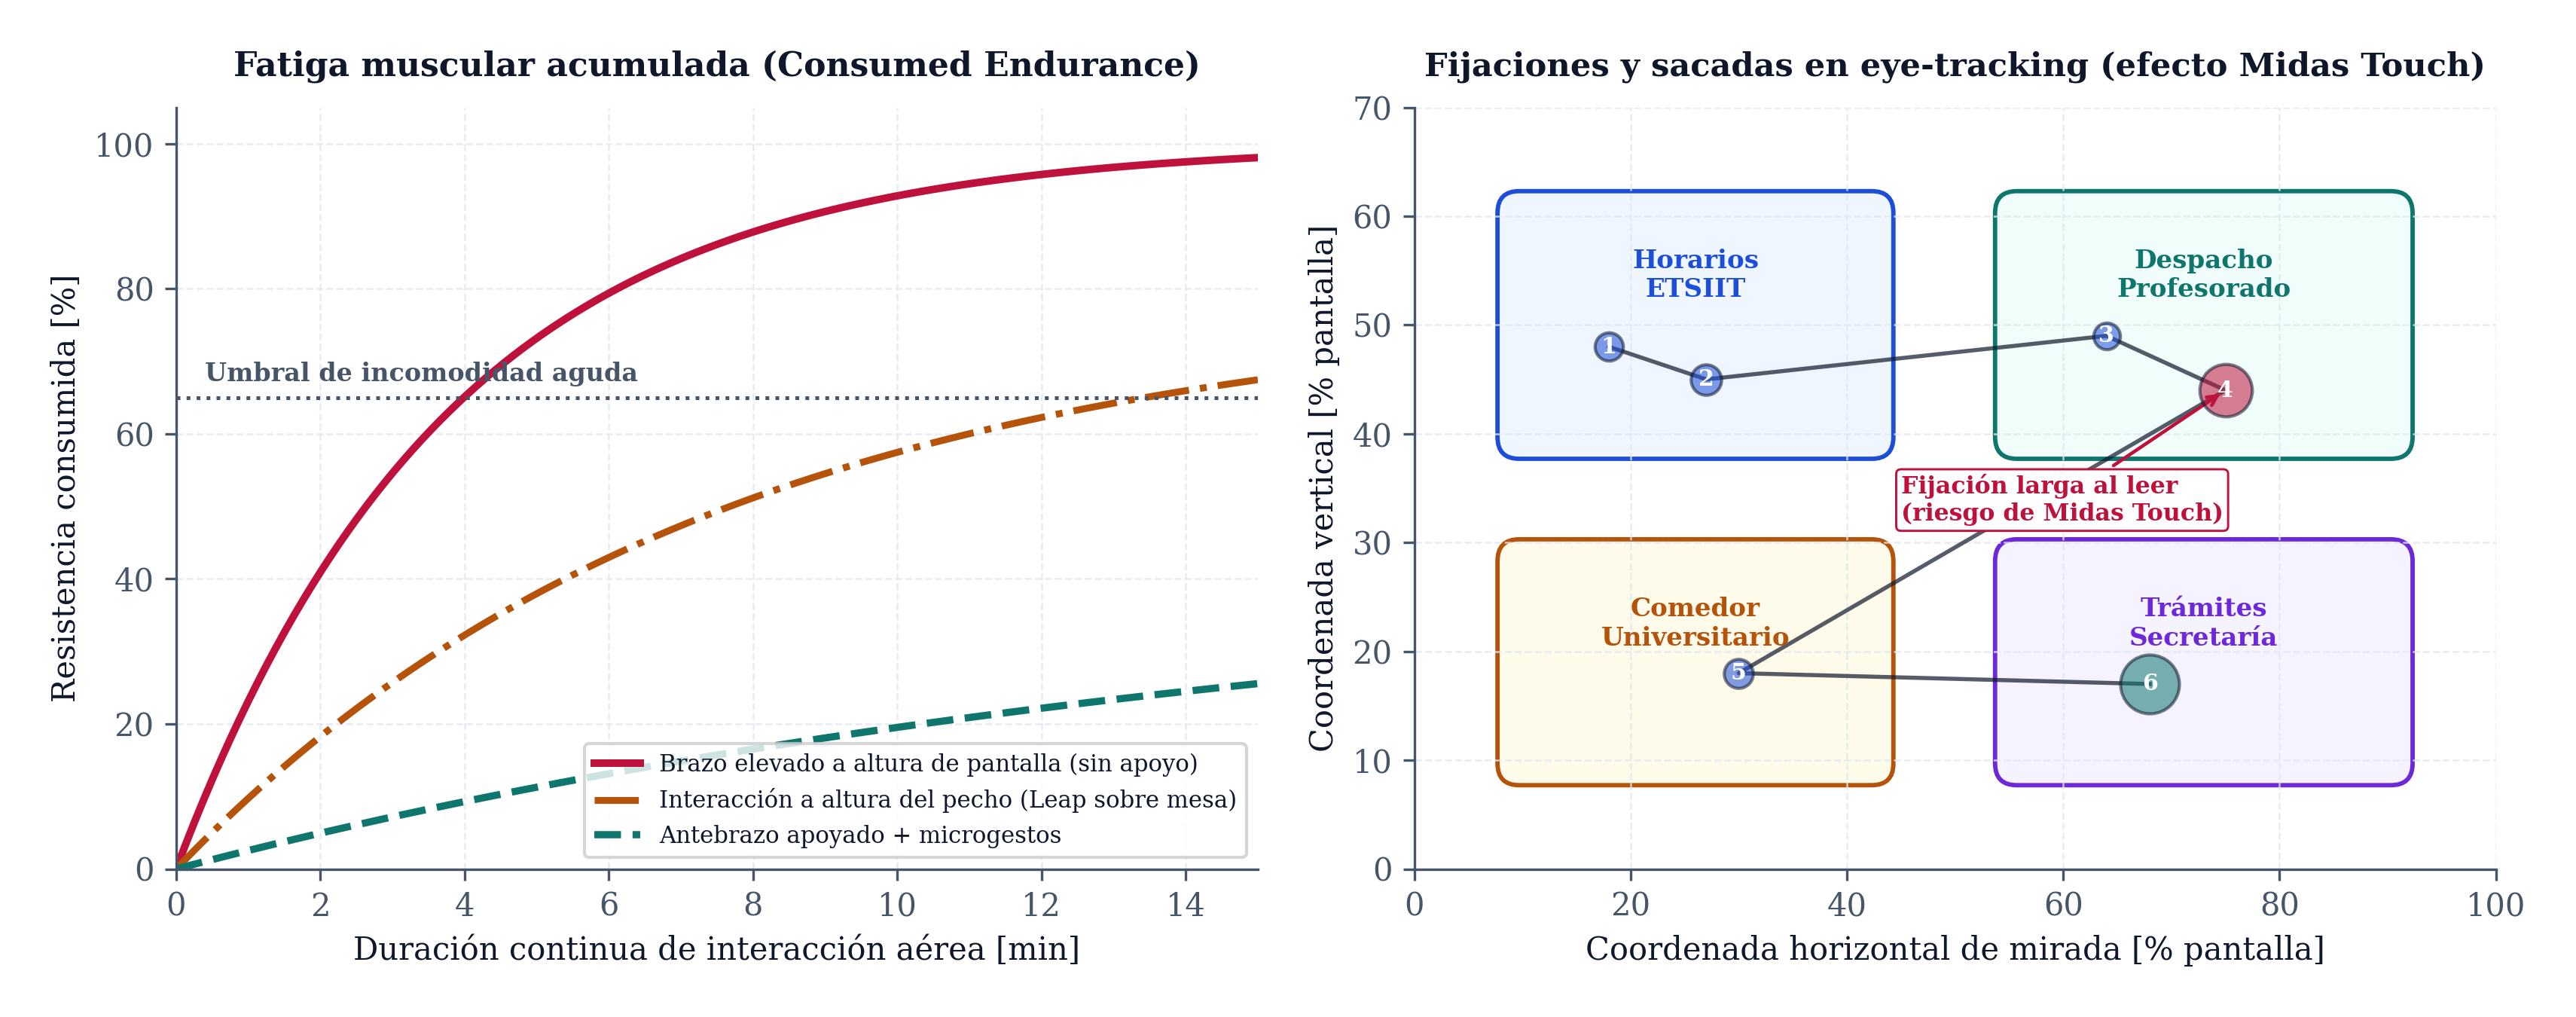 Fatiga muscular acumulada (Consumed Endurance)
Resistencia consumida [%]
100
80
60
40
20
0
Umbral de incomodidad aguda
Brazo elevado a altura de pantalla (sin apoyo)
Interacción a altura del pecho (Leap sobre mesa)
Antebrazo apoyado + microgestos
0 2 4 6 8 10 12 14
Duración continua de interacción aérea [min]
Fijaciones y sacadas en eye-tracking (efecto Midas Touch)
Coordenada vertical [% pantalla]
70
60
50
40
30
20
10
0
Horarios
ETSIIT
Despacho
Profesorado
1
2
3
4
Fijación larga al leer
(riesgo de Midas Touch)
Comedor
Universitario
Trámites
Secretaría
5
6
0 20 40 60 80 100
Coordenada horizontal de mirada [% pantalla]